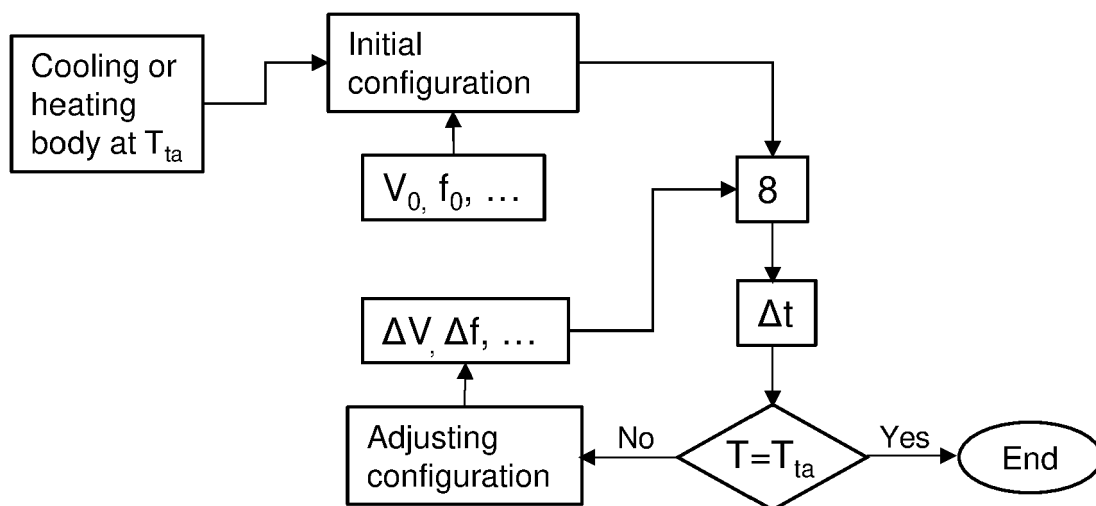 Cooling or
heating
body at Tta
Initial
configuration
V0, f0, …
8
Δt
ΔV, Δf, …
Adjusting
configuration
No
T=Tta
Yes
End